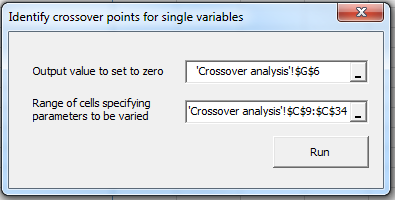 Identify crossover points for single variables
Output value to set to zero
'Crossover analysis'!$G$6
Range of cells specifying
parameters to be varied
'Crossover analysis'!$C$9:$C$34
Run